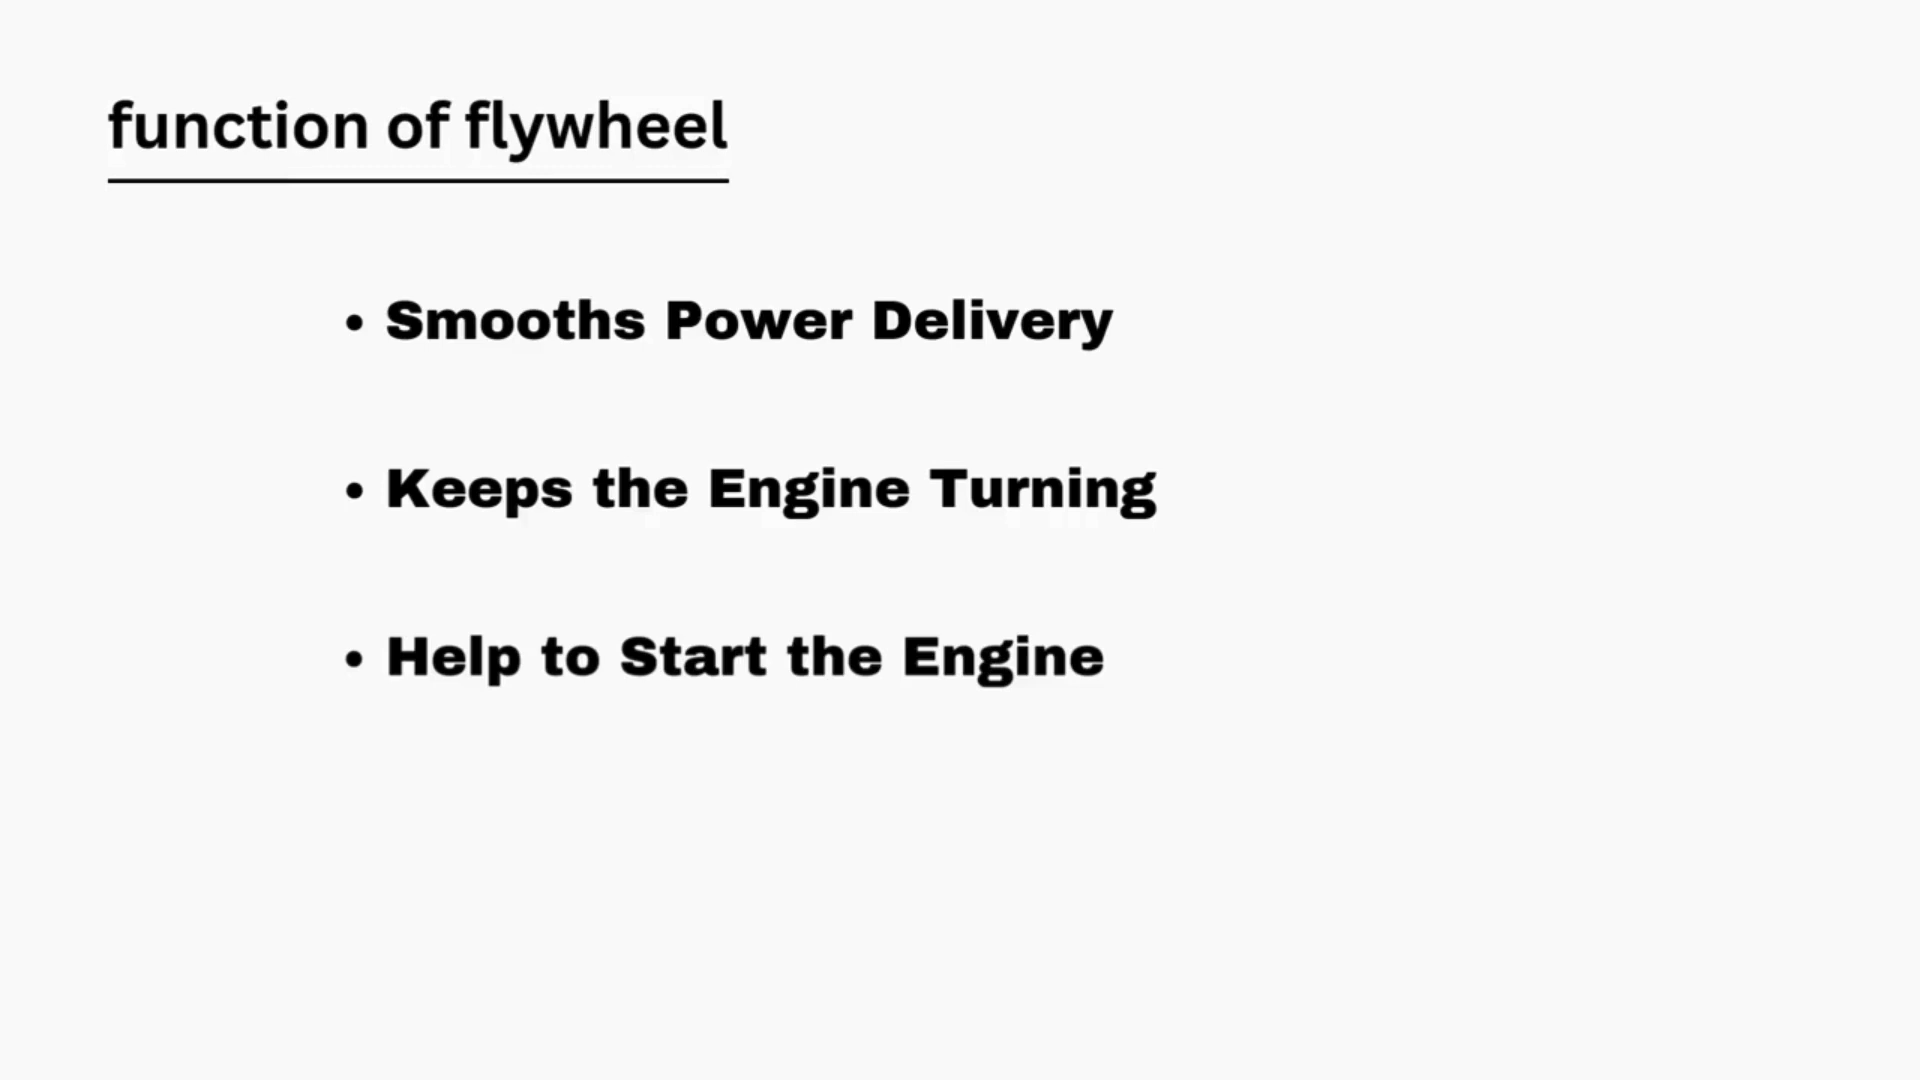 function of flywheel
• Smooths Power Delivery
• Keeps the Engine Turning
• Help to Start the Engine